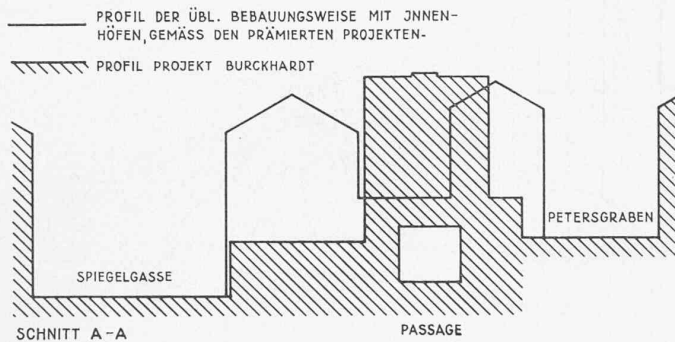 PROFIL DER ÜBL. BEBAUUNGSWEISE MIT JNNEN-
HÖFEN, GEMÄSS DEN PRÄMIERTEN PROJEKTEN-
PROFIL PROJEKT BURCKHARDT
PETERSGRABEN
SPIEGELGASSE
SCHNITT A-A
PASSAGE